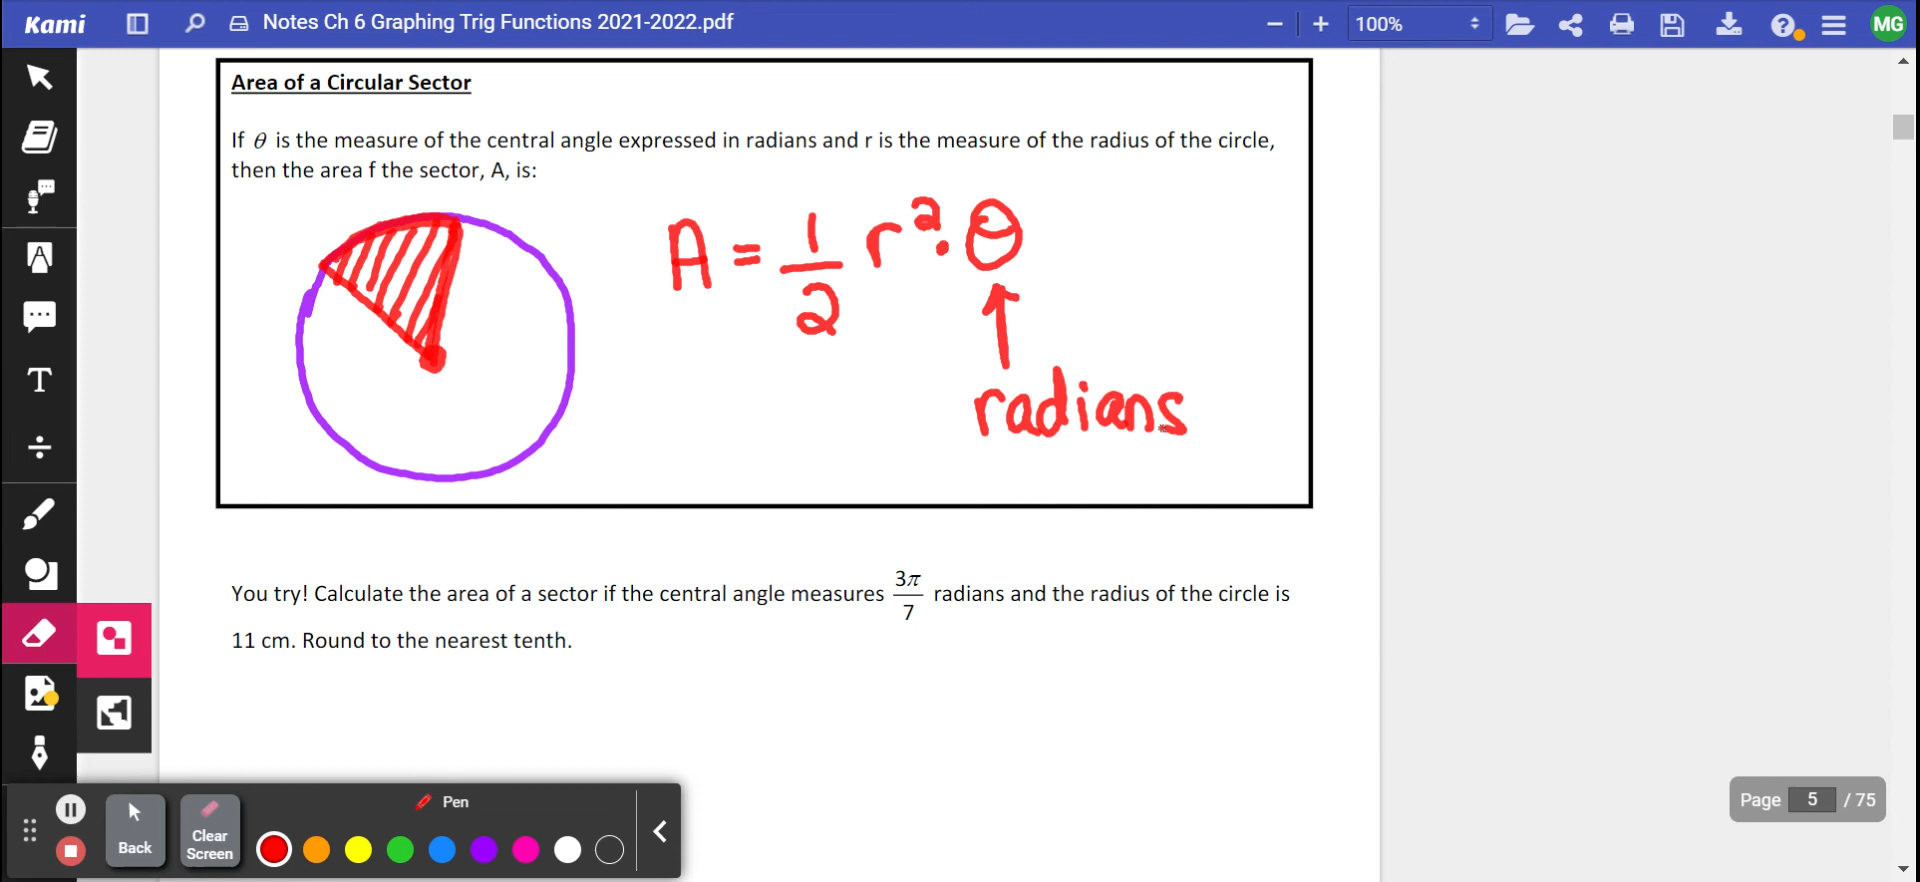 Kami
Notes Ch 6 Graphing Trig Functions 2021-2022.pdf
100%
MG
Area of a Circular Sector
If θ is the measure of the central angle expressed in radians and r is the measure of the radius of the circle,
then the area f the sector, A, is:
A = 1/2 r²·θ
radians
You try! Calculate the area of a sector if the central angle measures 3π/7 radians and the radius of the circle is
11 cm. Round to the nearest tenth.
Pen
Back
Clear
Screen
Page 5 / 75